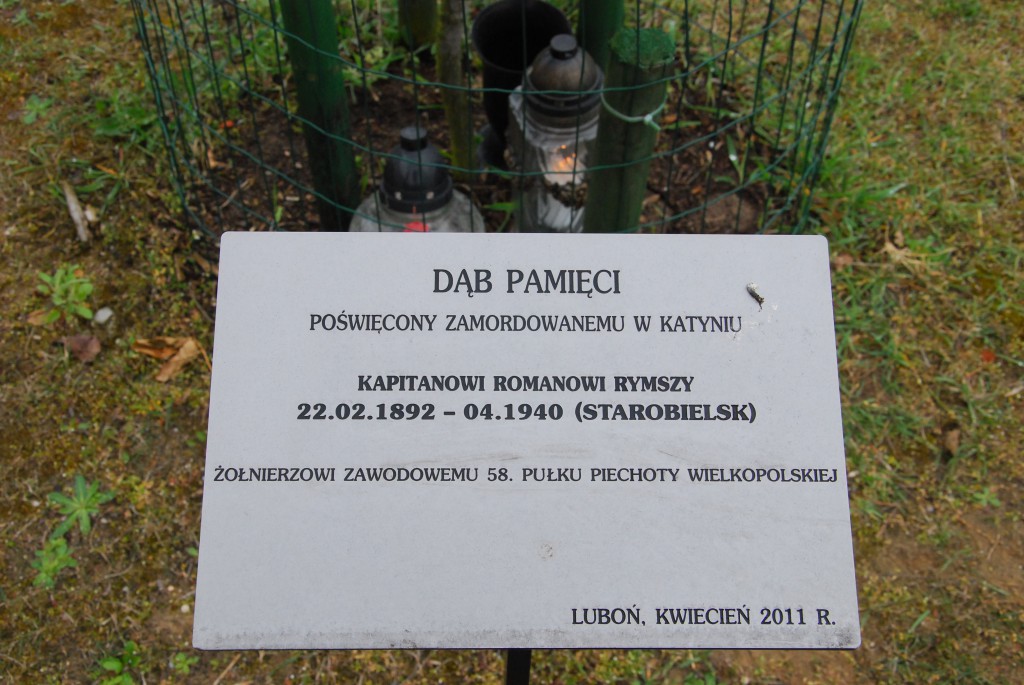 DĄB PAMIĘCI
POŚWIĘCONY ZAMORDOWANEMU W KATYNIU
KAPITANOWI ROMANOWI RYMSZY
22.02.1892 – 04.1940 (STAROBIELSK)
ŻOŁNIERZOWI ZAWODOWEMU 58. PUŁKU PIECHOTY WIELKOPOLSKIEJ
LUBOŃ, KWIECIEŃ 2011 R.